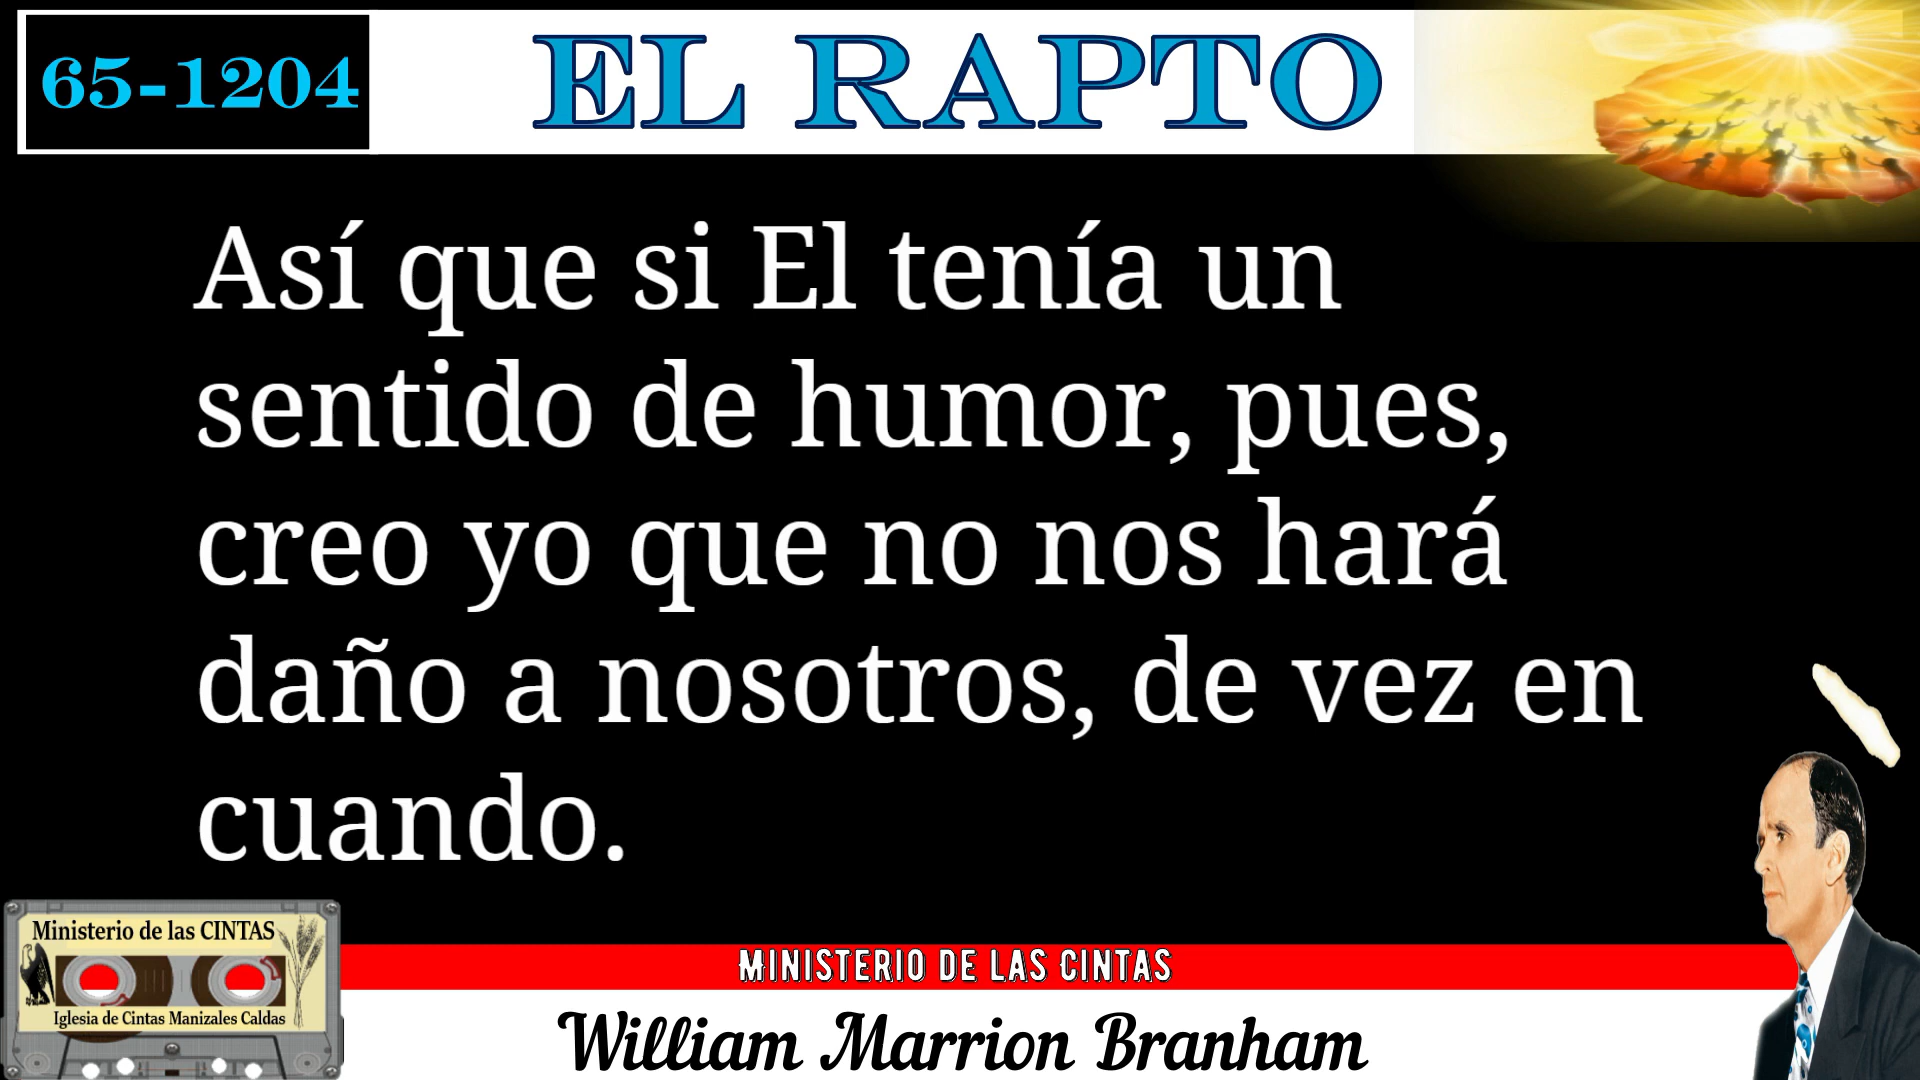 65-1204
EL RAPTO
Así que si El tenía un
sentido de humor, pues,
creo yo que no nos hará
daño a nosotros, de vez en
cuando.
Ministerio de las CINTAS
Iglesia de Cintas Manizales Caldas
MINISTERIO DE LAS CINTAS
William Marrion Branham